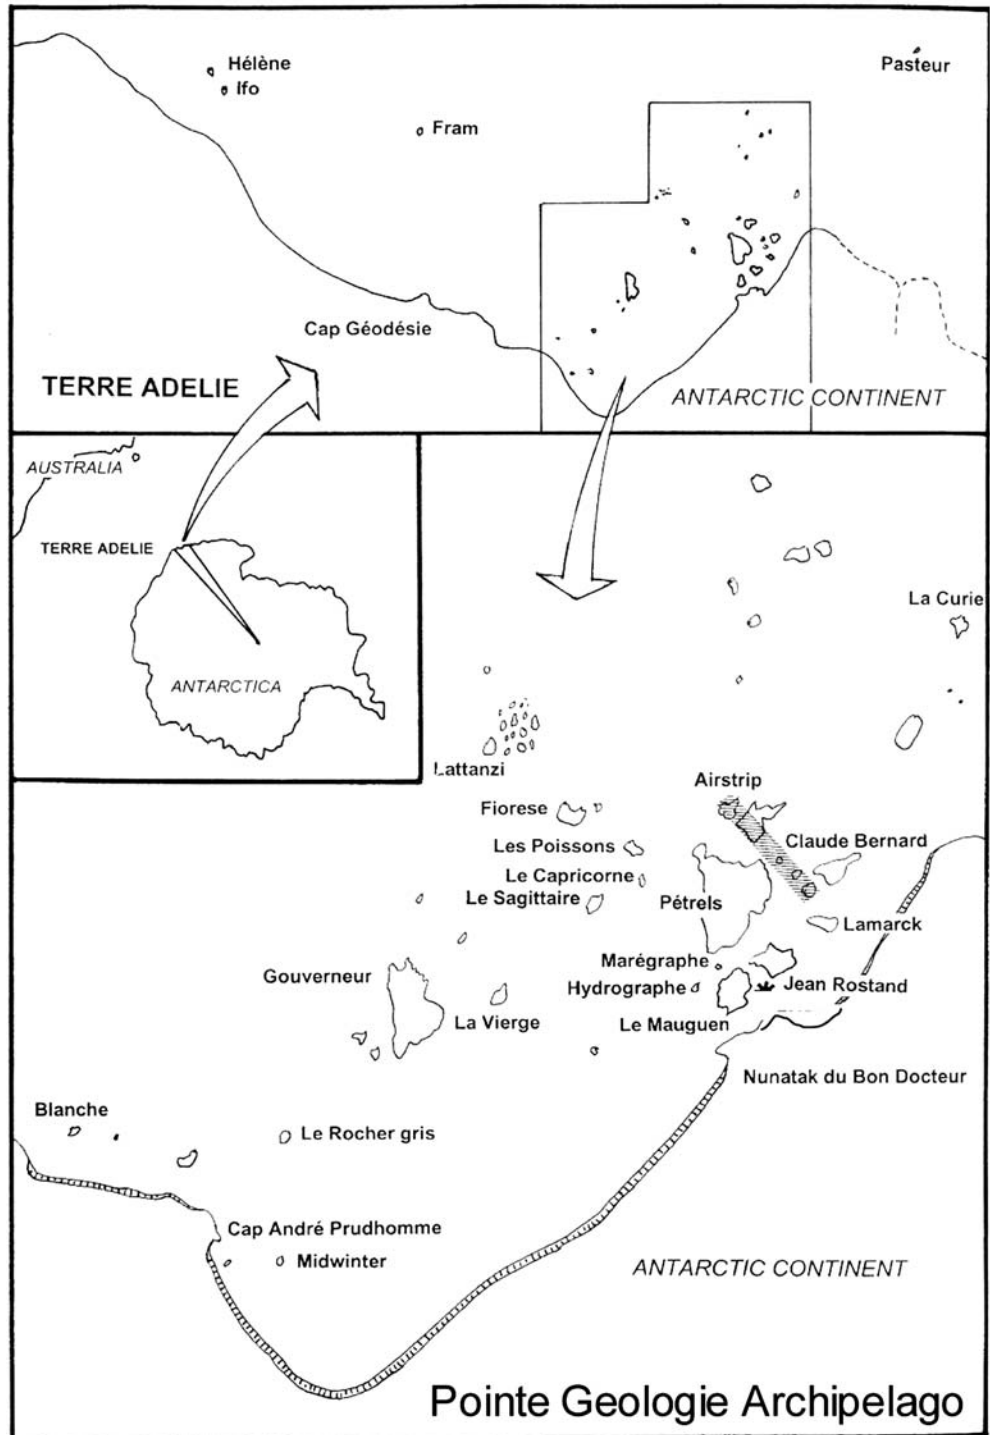 Hélène
Ifo
Pasteur
Fram
Cap Géodésie
TERRE ADELIE
ANTARCTIC CONTINENT
AUSTRALIA
TERRE ADELIE
ANTARCTICA
La Curie
Lattanzi
Airstrip
Fiorese
Claude Bernard
Les Poissons
Le Capricorne
Le Sagittaire
Pétrels
Lamarck
Marégraphe
Gouverneur
Hydrographe
Jean Rostand
La Vierge
Le Mauguen
Nunatak du Bon Docteur
Blanche
Le Rocher gris
Cap André Prudhomme
Midwinter
ANTARCTIC CONTINENT
Pointe Geologie Archipelago